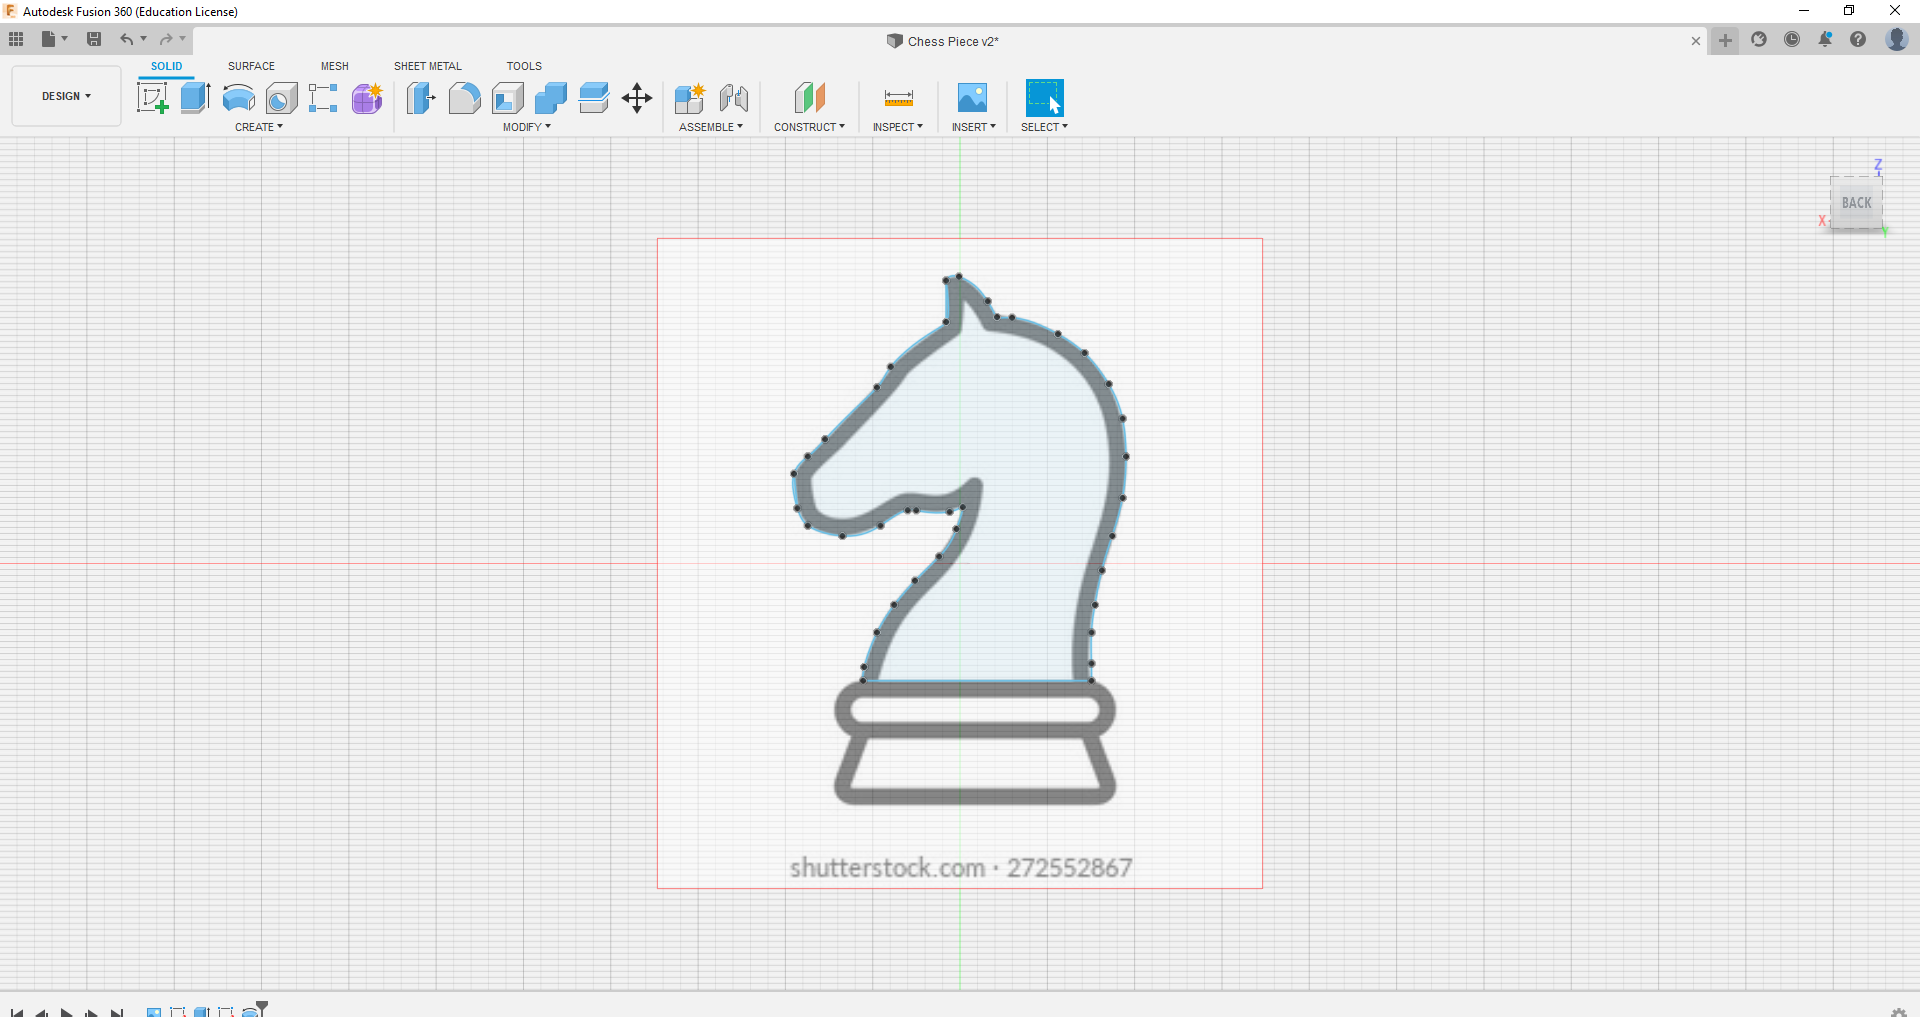 Autodesk Fusion 360 (Education License)
Chess Piece v2*
SOLID SURFACE MESH SHEET METAL TOOLS
DESIGN
CREATE MODIFY ASSEMBLE CONSTRUCT INSPECT INSERT SELECT
Z
BACK
X
Y
shutterstock.com · 272552867